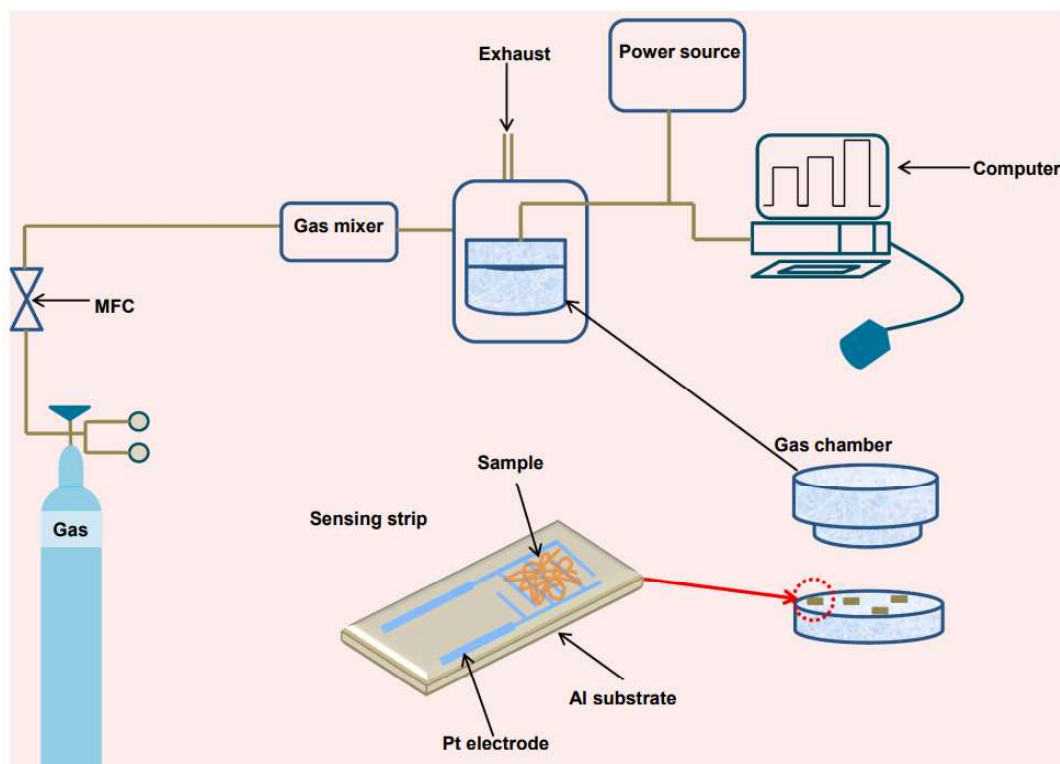 Exhaust
Power source
Computer
Gas mixer
MFC
Gas chamber
Sample
Sensing strip
Gas
Al substrate
Pt electrode